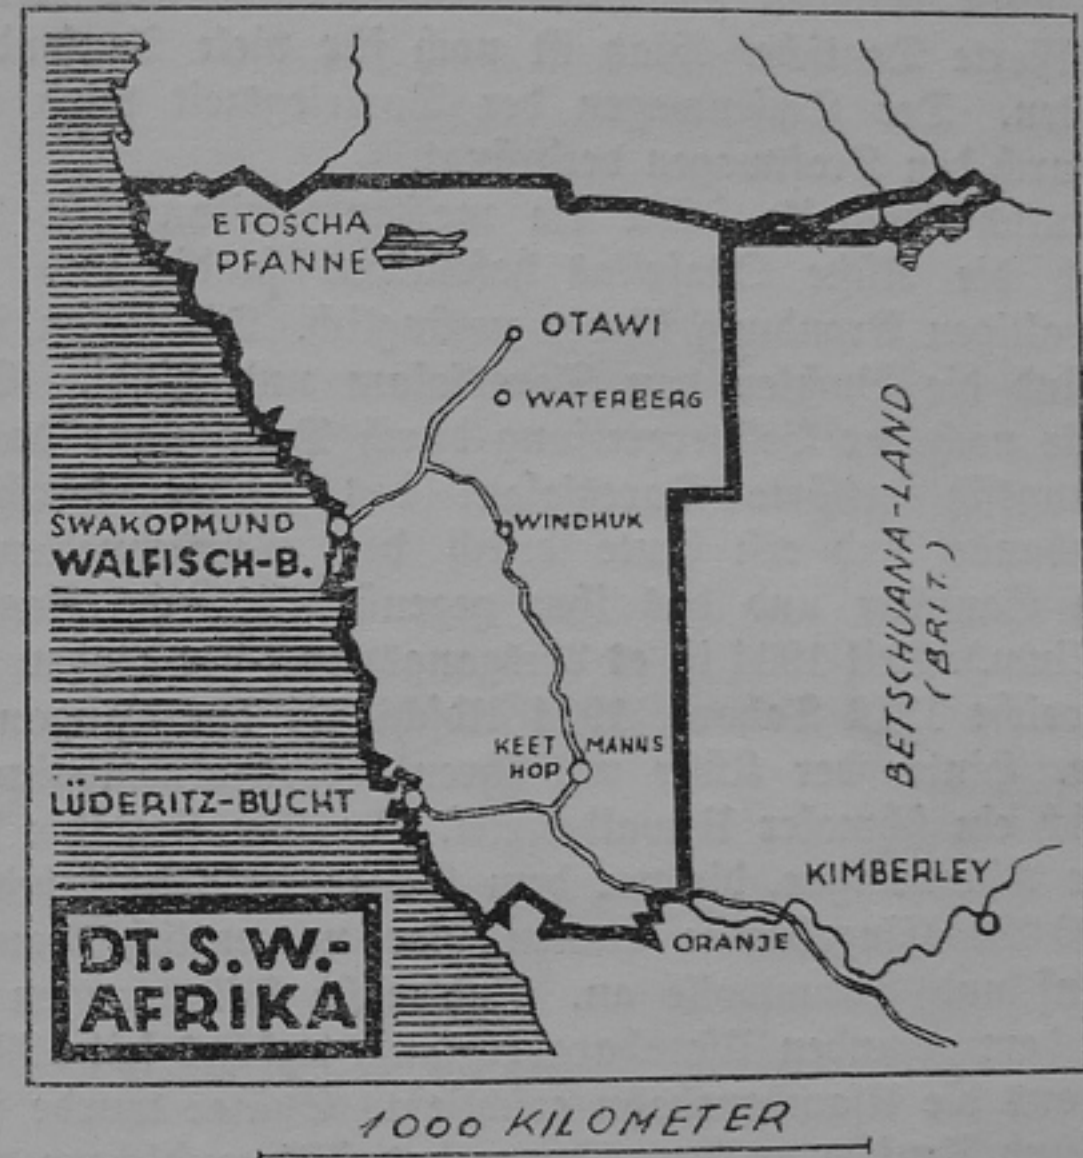 ETOSCHA
PFANNE
OTAWI
WATERBERG
SWAKOPMUND
WALFISCH-B.
WINDHUK
BETSCHUANA-LAND
(BRIT.)
KEET MANNS
HOP
LÜDERITZ-BUCHT
KIMBERLEY
ORANJE
DT. S.W.-
AFRIKA
1000 KILOMETER